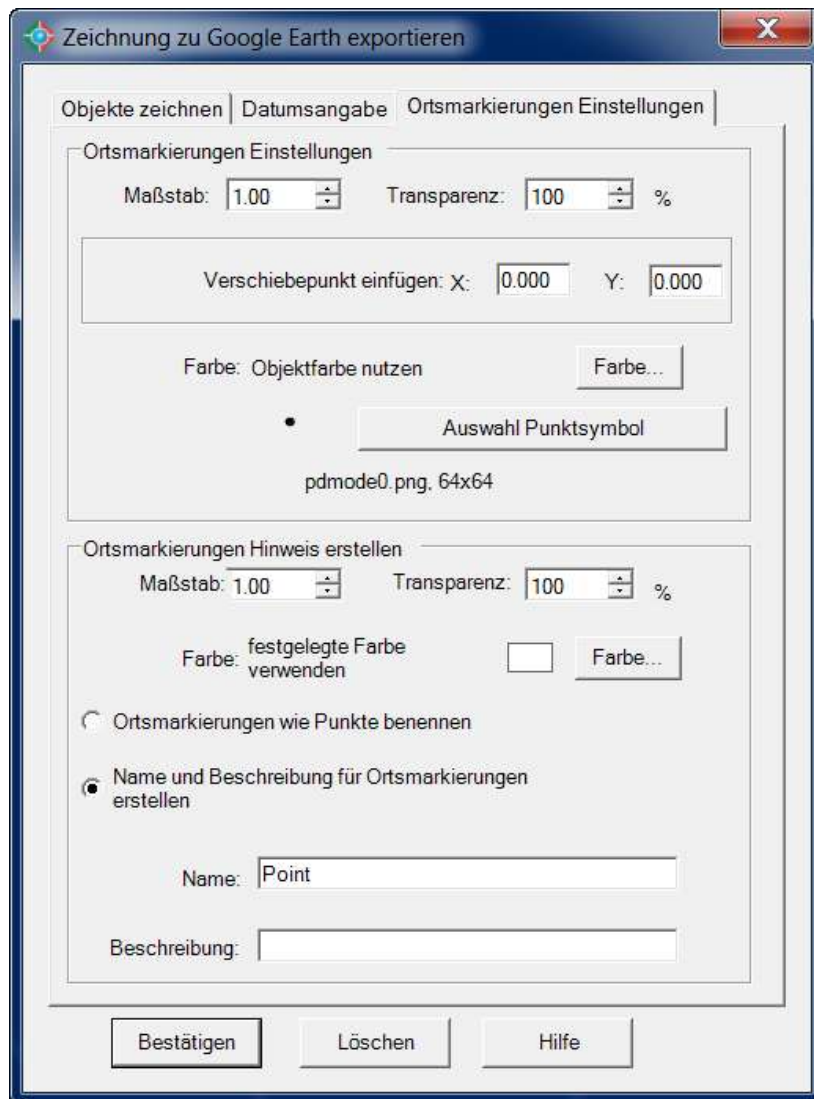 Zeichnung zu Google Earth exportieren
Objekte zeichnen Datumsangabe Ortsmarkierungen Einstellungen
Ortsmarkierungen Einstellungen
Maßstab: 1.00 Transparenz: 100 %
Verschiebepunkt einfügen: X: 0.000 Y: 0.000
Farbe: Objektfarbe nutzen Farbe...
Auswahl Punktsymbol
pdmode0.png, 64x64
Ortsmarkierungen Hinweis erstellen
Maßstab: 1.00 Transparenz: 100 %
Farbe: festgelegte Farbe
verwenden
Farbe...
Ortsmarkierungen wie Punkte benennen
Name und Beschreibung für Ortsmarkierungen
erstellen
Name: Point
Beschreibung:
Bestätigen Löschen Hilfe